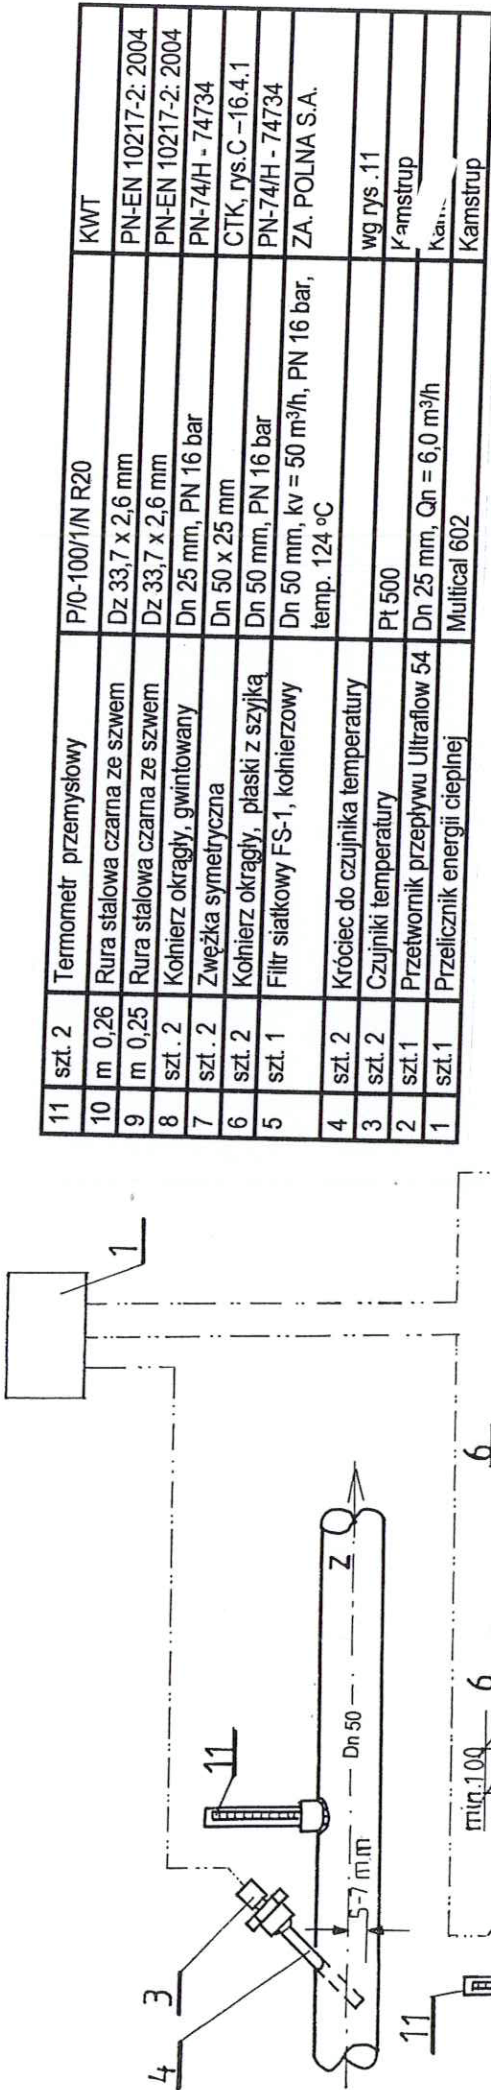 11 szt. 2 Termometr przemysłowy P/0-100/1/N R20 KWT
10 m 0,26 Rura stalowa czarna ze szwem Dz 33,7 x 2,6 mm PN-EN 10217-2: 2004
9 m 0,25 Rura stalowa czarna ze szwem Dz 33,7 x 2,6 mm PN-EN 10217-2: 2004
8 szt. 2 Kołnierz okrągły, gwintowany Dn 25 mm, PN 16 bar PN-74/H - 74734
7 szt. 2 Zwężka symetryczna Dn 50 x 25 mm CTK, rys.C –16.4.1
6 szt. 2 Kołnierz okrągły, płaski z szyjką Dn 50 mm, PN 16 bar PN-74/H - 74734
5 szt. 1 Filtr siatkowy FS-1, kołnierzowy Dn 50 mm, kv = 50 m³/h, PN 16 bar, ZA. POLNA S.A.
temp. 124 ºC
4 szt. 2 Króciec do czujnika temperatury wg rys .11
3 szt. 2 Czujniki temperatury Pt 500 Kamstrup
2 szt.1 Przetwornik przepływu Ultraflow 54 Dn 25 mm, Qn = 6,0 m³/h
1 szt.1 Przelicznik energii cieplnej Multical 602 Kamstrup
1
3
4
11
Z
Dn 50
5-7 mm
11
min.100
6
6